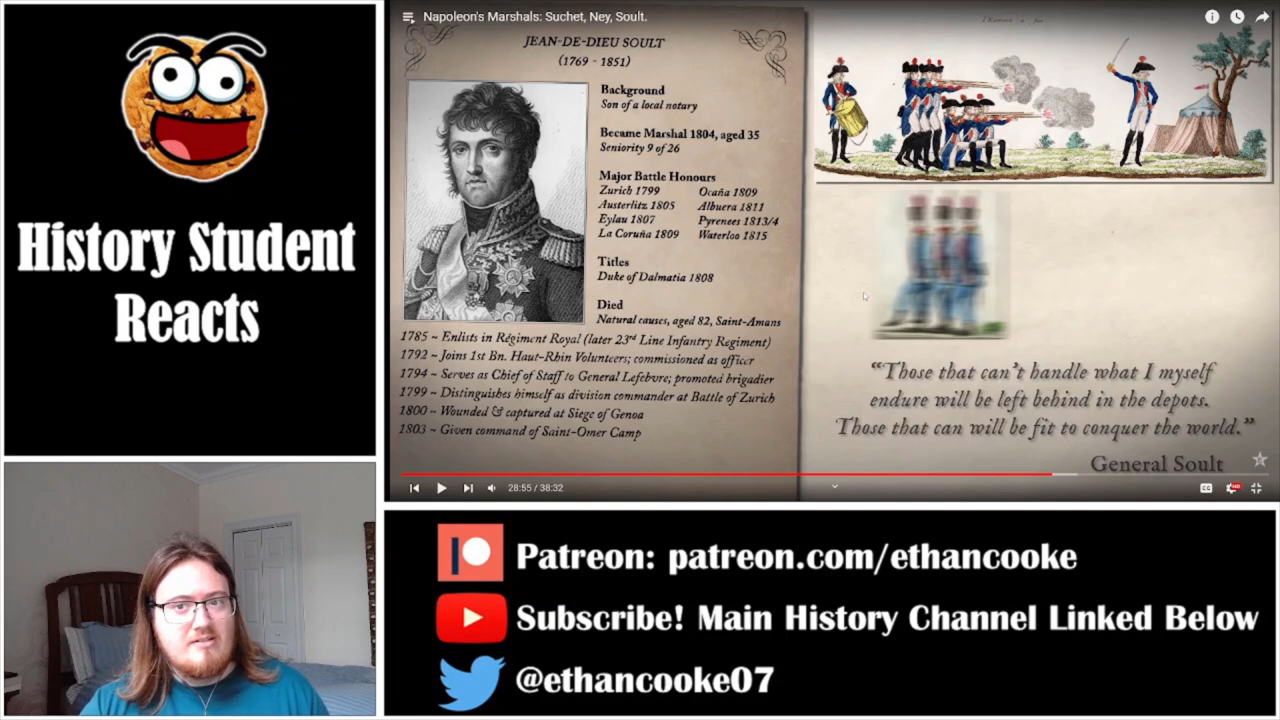 History Student
Reacts
Napoleon's Marshals: Suchet, Ney, Soult.
JEAN-DE-DIEU SOULT
(1769 - 1851)
Background
Son of a local notary
Became Marshal 1804, aged 35
Seniority 9 of 26
Major Battle Honours
Zurich 1799 Ocaña 1809
Austerlitz 1805 Albuera 1811
Eylau 1807 Pyrenees 1813/4
La Coruña 1809 Waterloo 1815
Titles
Duke of Dalmatia 1808
Died
Natural causes, aged 82, Saint-Amans
1785 ~ Enlists in Régiment Royal (later 23rd Line Infantry Regiment)
1792 ~ Joins 1st Bn. Haut-Rhin Volunteers; commissioned as officer
1794 ~ Serves as Chief of Staff to General Lefebvre; promoted brigadier
1799 ~ Distinguishes himself as division commander at Battle of Zurich
1800 ~ Wounded & captured at Siege of Genoa
1803 ~ Given command of Saint-Omer Camp
“Those that can't handle what I myself
endure will be left behind in the depots.
Those that can will be fit to conquer the world.”
General Soult
28:55 / 38:32
CC
HD
Patreon: patreon.com/ethancooke
Subscribe! Main History Channel Linked Below
@ethancooke07